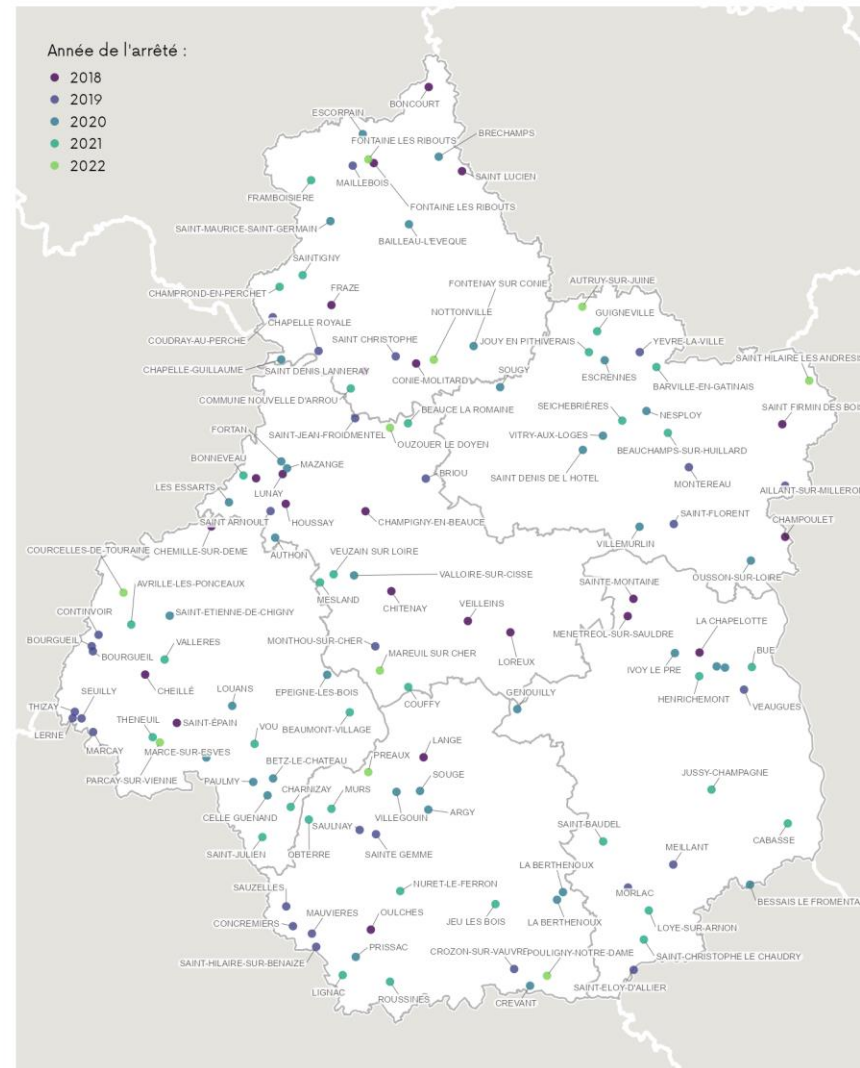 Année de l'arrêté :
2018
2019
2020
2021
2022
BONCOURT
ESCORPAIN
FONTAINE LES RIBOUTS
BRECHAMPS
MAILLEBOIS
SAINT LUCIEN
FRAMBOISIERE
FONTAINE LES RIBOUTS
SAINT-MAURICE-SAINT-GERMAIN
BAILLEAU-L'EVEQUE
SAINTIGNY
CHAMPROND-EN-PERCHET
FRAZE
FONTENAY SUR CONIE
AUTRUY-SUR-JUINE
NOTTONVILLE
GUIGNEVILLE
CHAPELLE ROYALE
COUDRAY-AU-PERCHE
SAINT CHRISTOPHE
JOUY EN PITHIVERAIS
YEVRE-LA-VILLE
SAINT HILAIRE LES ANDRESIS
CHAPELLE-GUILLAUME
SAINT DENIS LANNERAY
CONIE-MOLITARD
SOUGY
ESCRENNES
BARVILLE-EN-GATINAIS
COMMUNE NOUVELLE D'ARROU
BEAUCE LA ROMAINE
SEICHEBRIÈRES
NESPLOY
SAINT FIRMIN DES BOIS
FORTAN
SAINT-JEAN-FROIDMENTEL
OUZOUER LE DOYEN
VITRY-AUX-LOGES
BONNEVEAU
MAZANGE
BEAUCHAMPS-SUR-HUILLARD
BRIOU
SAINT DENIS DE L HOTEL
MONTEREAU
LES ESSARTS
LUNAY
AILLANT-SUR-MILLERON
SAINT ARNOULT
HOUSSAY
CHAMPIGNY-EN-BEAUCE
SAINT-FLORENT
CHAMPOULET
CHEMILLE-SUR-DEME
VILLEMURLIN
COURCELLES-DE-TOURAINE
AUTHON
VEUZAIN SUR LOIRE
OUSSON-SUR-LOIRE
AVRILLE-LES-PONCEAUX
VALLOIRE-SUR-CISSE
SAINTE-MONTAINE
MESLAND
CHITENAY
VEILLEINS
CONTINVOIR
SAINT-ETIENNE-DE-CHIGNY
LA CHAPELOTTE
MENETREOL-SUR-SAULDRE
BOURGUEIL
VALLERES
MONTHOU-SUR-CHER
BUE
BOURGUEIL
MAREUIL SUR CHER
LOREUX
IVOY LE PRE
CHEILLÉ
EPEIGNE-LES-BOIS
HENRICHEMONT
THIZAY
SEUILLY
LOUANS
GENOUILLY
VEAUGUES
THENEUIL
SAINT-ÉPAIN
COUFFY
LERNE
VOU
BEAUMONT-VILLAGE
MARCAY
MARCE-SUR-ESVES
LANGE
BETZ-LE-CHATEAU
PREAUX
PARCAY-SUR-VIENNE
PAULMY
SOUGE
JUSSY-CHAMPAGNE
CHARNIZAY
MURS
CELLE GUENAND
VILLEGOUIN
ARGY
SAINT-BAUDEL
SAULNAY
CABASSE
SAINT-JULIEN
OBTERRE
SAINTE GEMME
MEILLANT
LA BERTHENOUX
SAUZELLES
NURET-LE-FERRON
MORLAC
BESSAIS LE FROMENTA
CONCREMIERS
MAUVIERES
LA BERTHENOUX
OULCHES
JEU LES BOIS
LOYE-SUR-ARNON
PRISSAC
CROZON-SUR-VAUVRE
POULIGNY-NOTRE-DAME
SAINT-CHRISTOPHE LE CHAUDRY
SAINT-HILAIRE-SUR-BENAIZE
SAINT-ELOY-D'ALLIER
LIGNAC
ROUSSINES
CREVANT